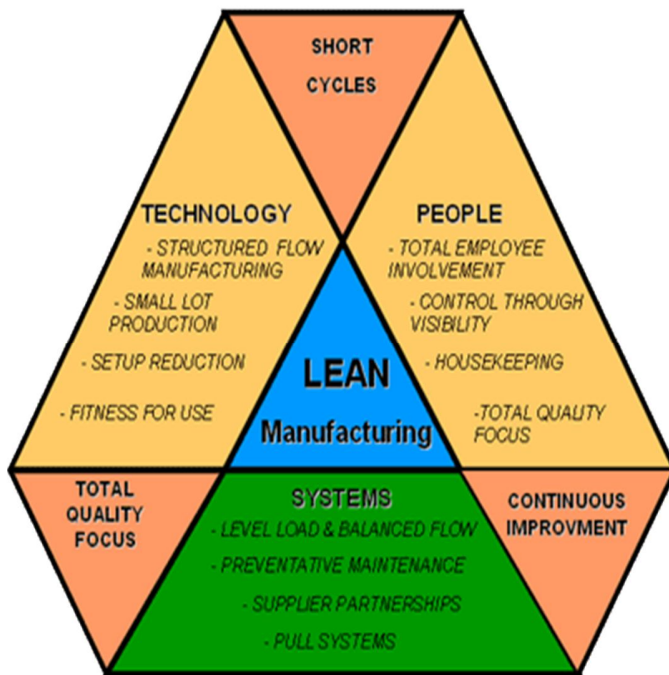 SHORT
CYCLES
TECHNOLOGY
- STRUCTURED FLOW
MANUFACTURING
- SMALL LOT
PRODUCTION
- SETUP REDUCTION
- FITNESS FOR USE
PEOPLE
- TOTAL EMPLOYEE
INVOLVEMENT
- CONTROL THROUGH
VISIBILITY
- HOUSEKEEPING
-TOTAL QUALITY
FOCUS
LEAN
Manufacturing
TOTAL
QUALITY
FOCUS
SYSTEMS
- LEVEL LOAD & BALANCED FLOW
- PREVENTATIVE MAINTENANCE
- SUPPLIER PARTNERSHIPS
- PULL SYSTEMS
CONTINUOUS
IMPROVMENT